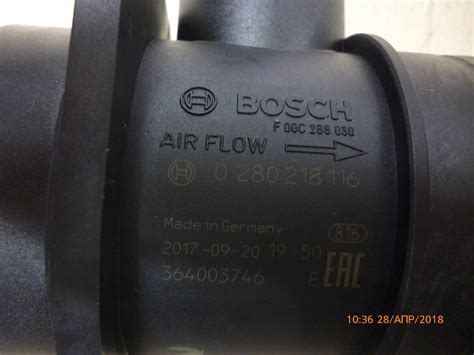 BOSCH
F 00C 266 030
AIR FLOW
0 280 218 116
Made in Germany
816
2017-09-20 19 50
364003746 E EAC
10:36 28/АПР/2018